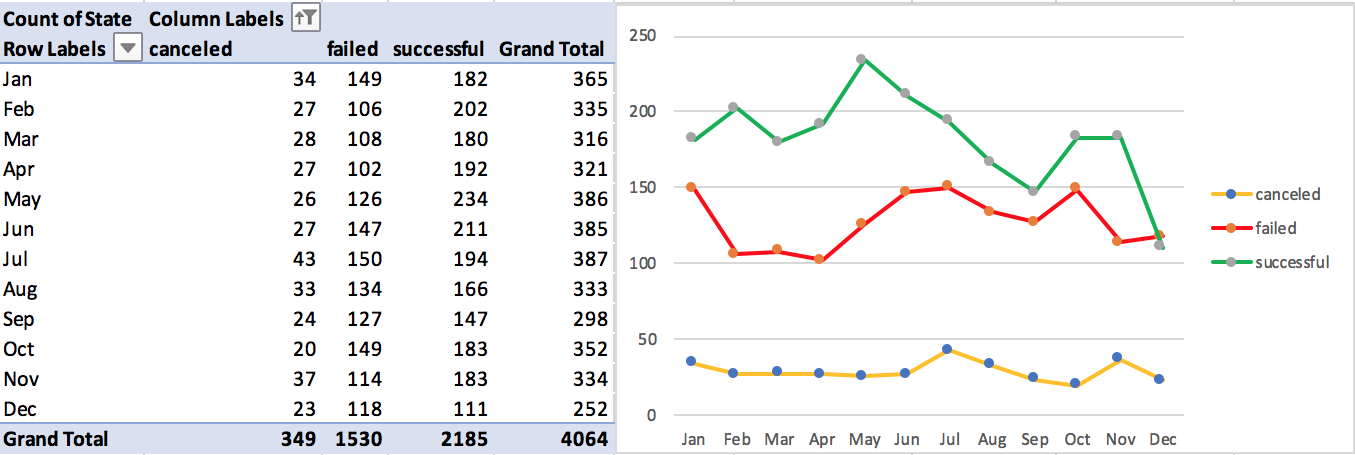 Count of State Column Labels
Row Labels canceled failed successful Grand Total
Jan 34 149 182 365
Feb 27 106 202 335
Mar 28 108 180 316
Apr 27 102 192 321
May 26 126 234 386
Jun 27 147 211 385
Jul 43 150 194 387
Aug 33 134 166 333
Sep 24 127 147 298
Oct 20 149 183 352
Nov 37 114 183 334
Dec 23 118 111 252
Grand Total 349 1530 2185 4064
250
200
150
100
50
0
Jan Feb Mar Apr May Jun Jul Aug Sep Oct Nov Dec
canceled
failed
successful